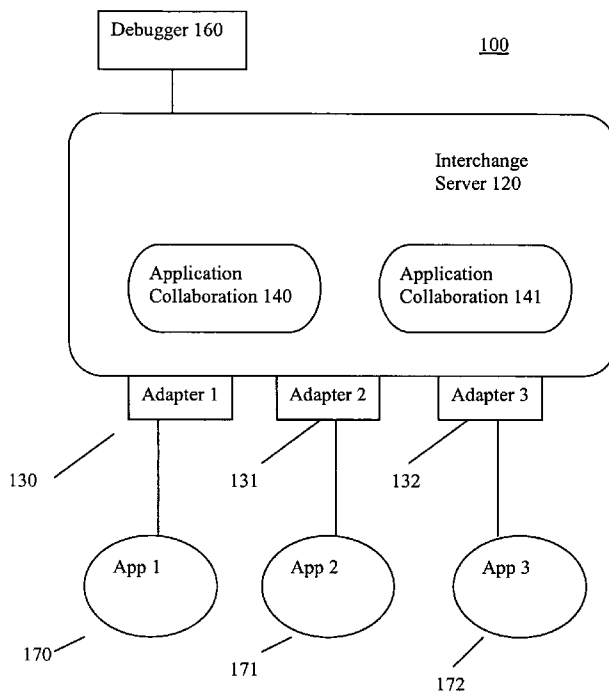 Debugger 160
100
Interchange
Server 120
Application
Collaboration 140
Application
Collaboration 141
Adapter 1
Adapter 2
Adapter 3
130
131
132
App 1
App 2
App 3
170
171
172